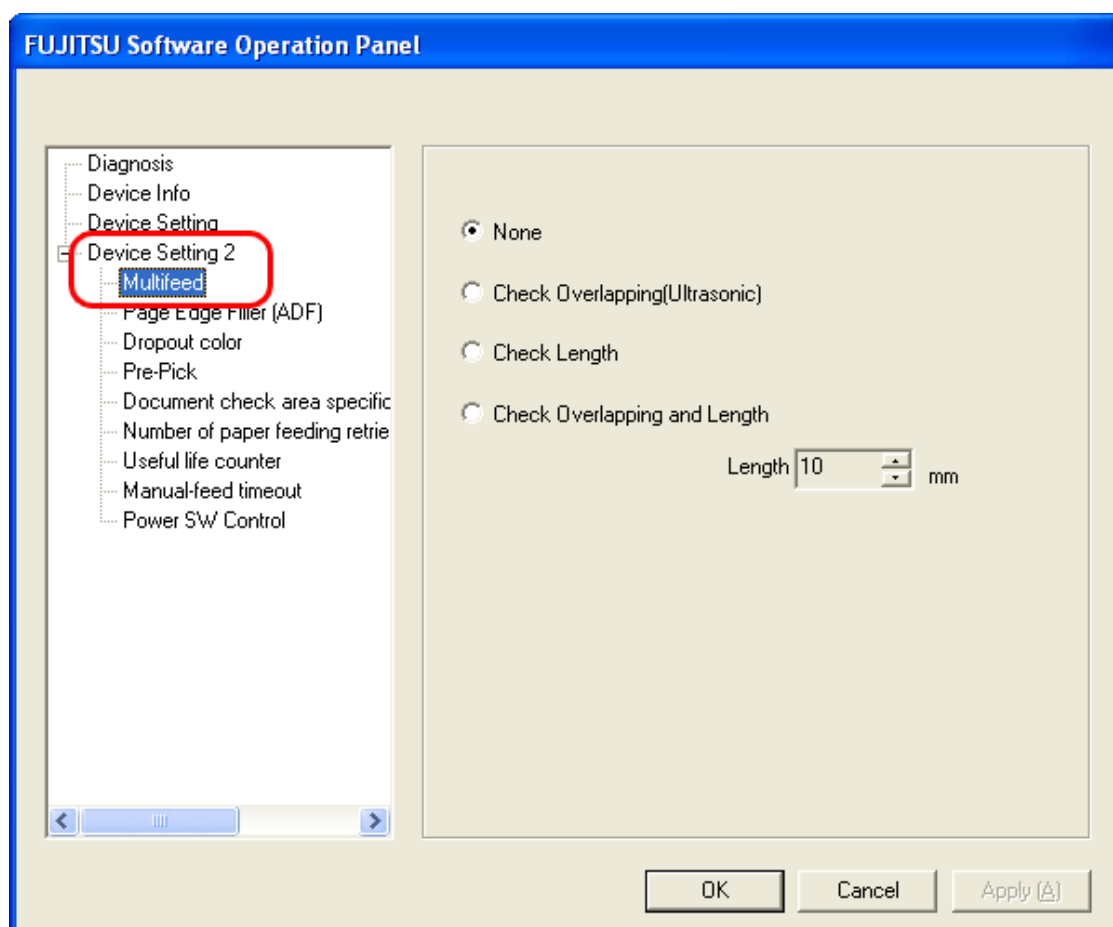 FUJITSU Software Operation Panel
Diagnosis
Device Info
Device Setting
Device Setting 2
Multifeed
Page Edge Filler (ADF)
Dropout color
Pre-Pick
Document check area specific
Number of paper feeding retrie
Useful life counter
Manual-feed timeout
Power SW Control
None
Check Overlapping(Ultrasonic)
Check Length
Check Overlapping and Length
Length 10 mm
OK Cancel Apply (A)